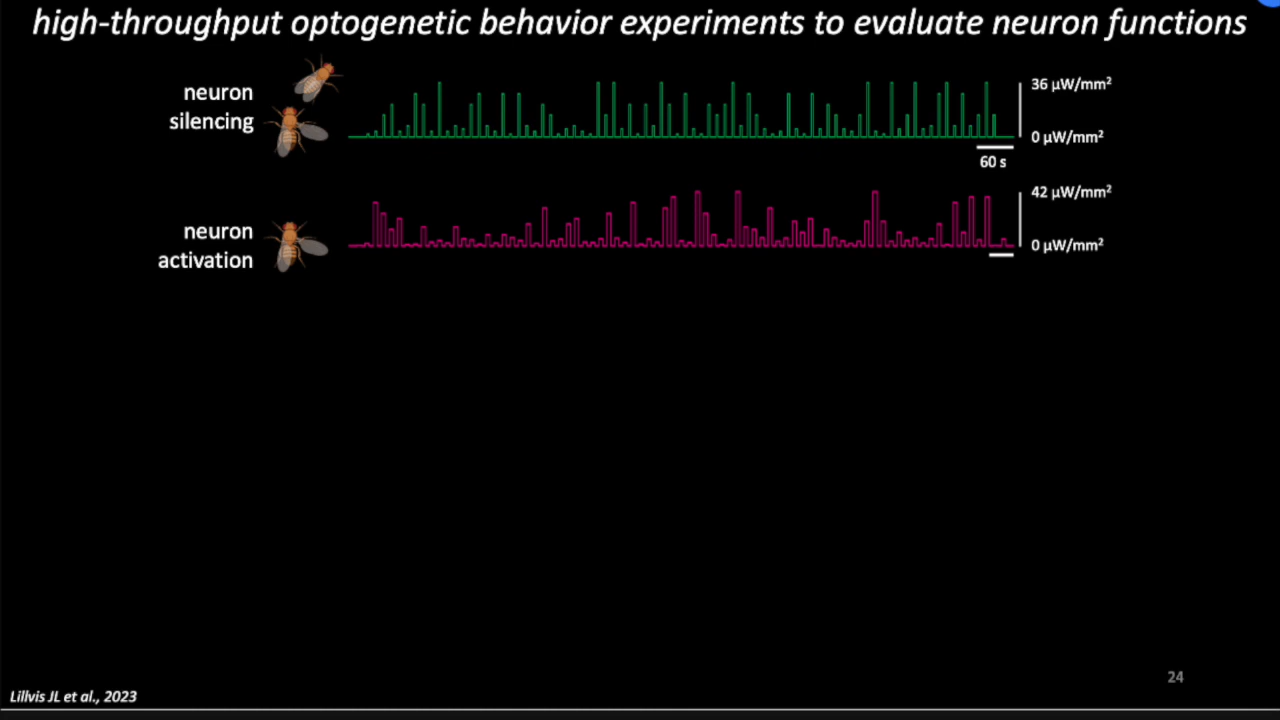 high-throughput optogenetic behavior experiments to evaluate neuron functions
neuron
silencing
36 µW/mm²
0 µW/mm²
60 s
neuron
activation
42 µW/mm²
0 µW/mm²
24
Lillvis JL et al., 2023